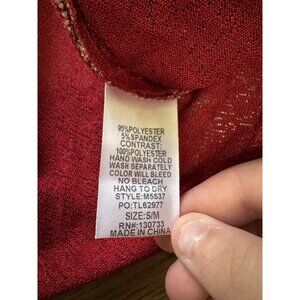 95%POLYESTER
5%SPANDEX
CONTRAST:
100%POLYESTER
HAND WASH COLD
WASH SEPARATELY
COLOR WILL BLEED
NO BLEACH
HANG TO DRY
STYLE: M5537
PO:TL62977
SIZE:S/M
RN#:130733
MADE IN CHINA